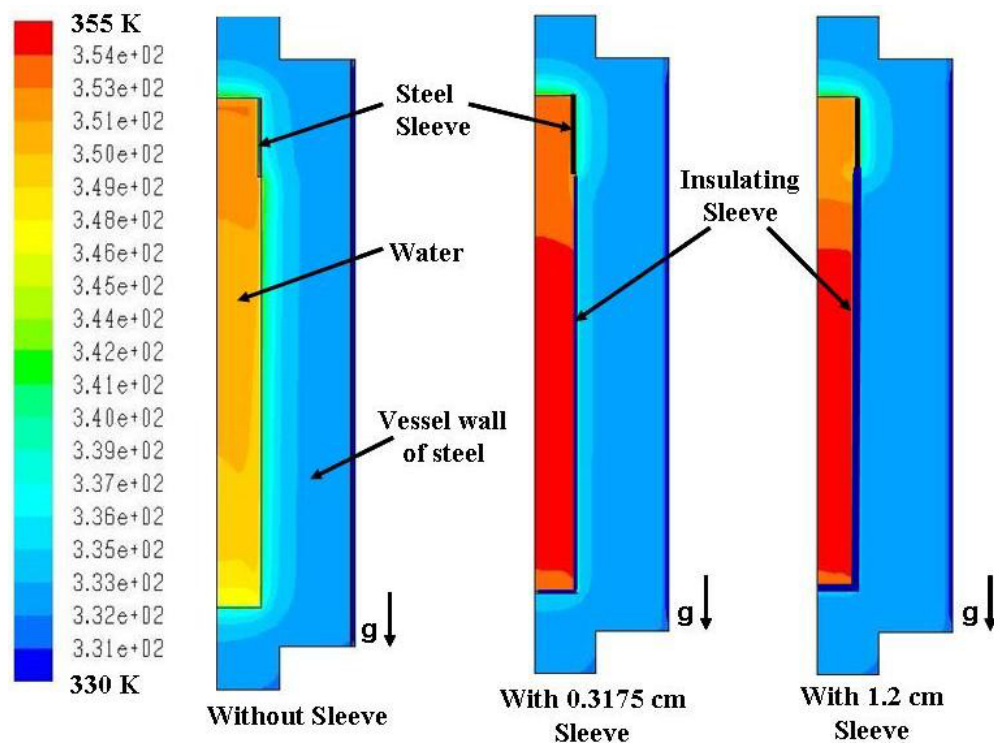 355 K
3.54e+02
3.53e+02
3.51e+02
3.50e+02
3.49e+02
3.48e+02
3.46e+02
3.45e+02
3.44e+02
3.42e+02
3.41e+02
3.40e+02
3.39e+02
3.37e+02
3.36e+02
3.35e+02
3.33e+02
3.32e+02
3.31e+02
330 K
Steel
Sleeve
Water
Vessel wall
of steel
Insulating
Sleeve
g
g
g
Without Sleeve
With 0.3175 cm
Sleeve
With 1.2 cm
Sleeve